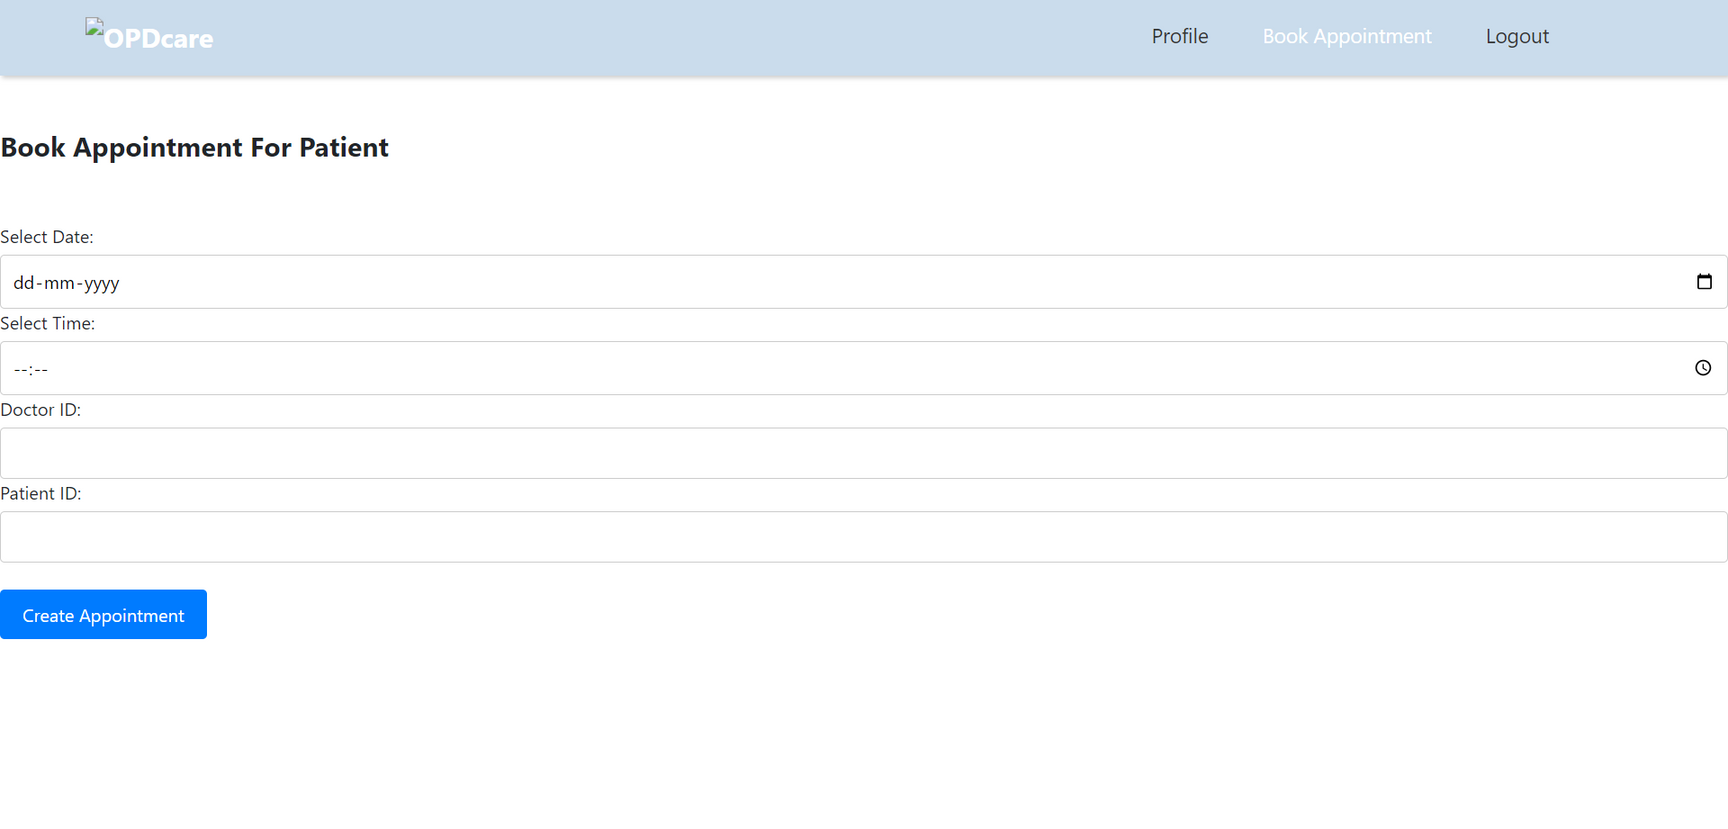 OPDcare
Profile
Book Appointment
Logout
Book Appointment For Patient
Select Date:
dd-mm-yyyy
Select Time:
--:--
Doctor ID:
Patient ID:
Create Appointment